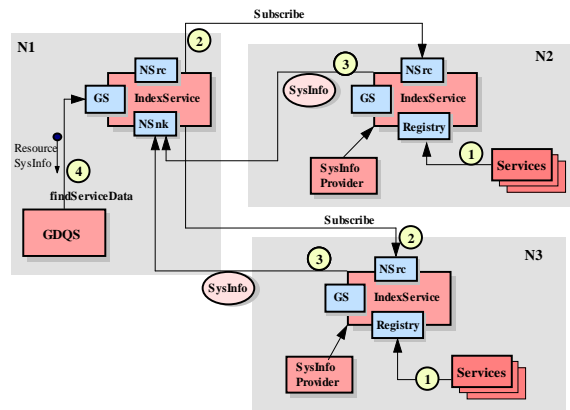 Subscribe
N1
2
NSrc
GS
IndexService
NSnk
Resource
SysInfo
4
findServiceData
GDQS
N2
3
NSrc
SysInfo
GS
IndexService
Registry
1
SysInfo
Provider
Services
Subscribe
2
N3
3
NSrc
SysInfo
GS
IndexService
Registry
SysInfo
Provider
1
Services